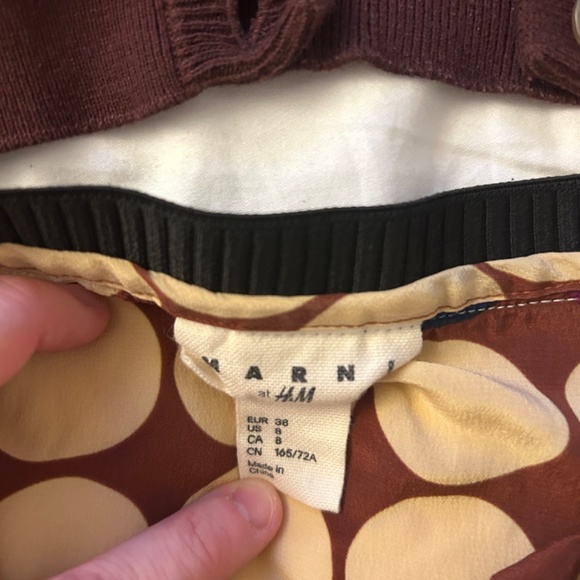 MARNI
at H&M
EUR 38
US 8
CA 8
CN 165/72A
Made in
China